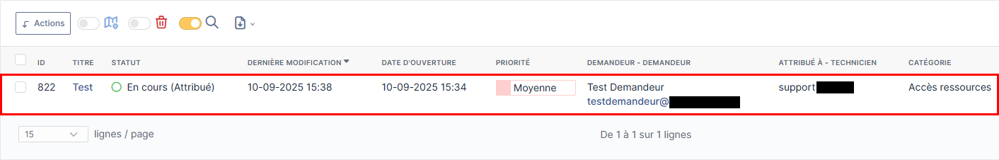 Actions
ID TITRE STATUT DERNIÈRE MODIFICATION DATE D'OUVERTURE PRIORITÉ DEMANDEUR - DEMANDEUR ATTRIBUÉ À - TECHNICIEN CATÉGORIE
822 Test En cours (Attribué) 10-09-2025 15:38 10-09-2025 15:34 Moyenne Test Demandeur support Accès ressources
testdemandeur@
15 lignes / page De 1 à 1 sur 1 lignes